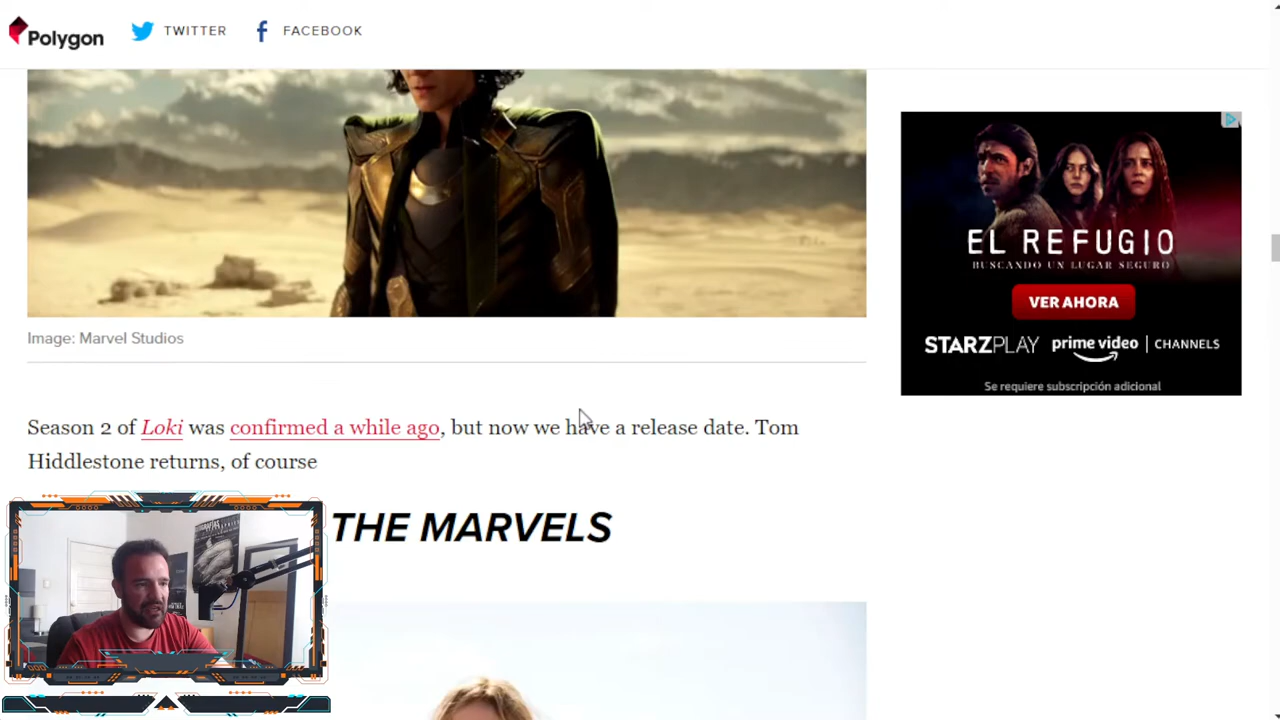 Polygon
TWITTER
FACEBOOK
EL REFUGIO
BUSCANDO UN LUGAR SEGURO
VER AHORA
STARZPLAY prime video | CHANNELS
Se requiere subscripción adicional
Image: Marvel Studios
Season 2 of Loki was confirmed a while ago, but now we have a release date. Tom
Hiddlestone returns, of course
THE MARVELS